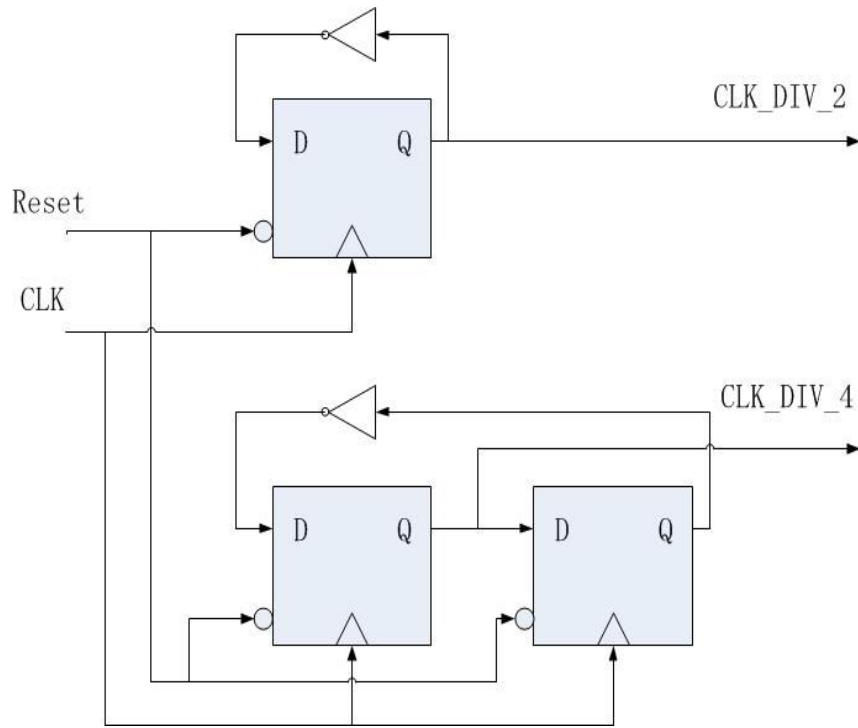 CLK_DIV_2
D Q
Reset
CLK
CLK_DIV_4
D Q D Q